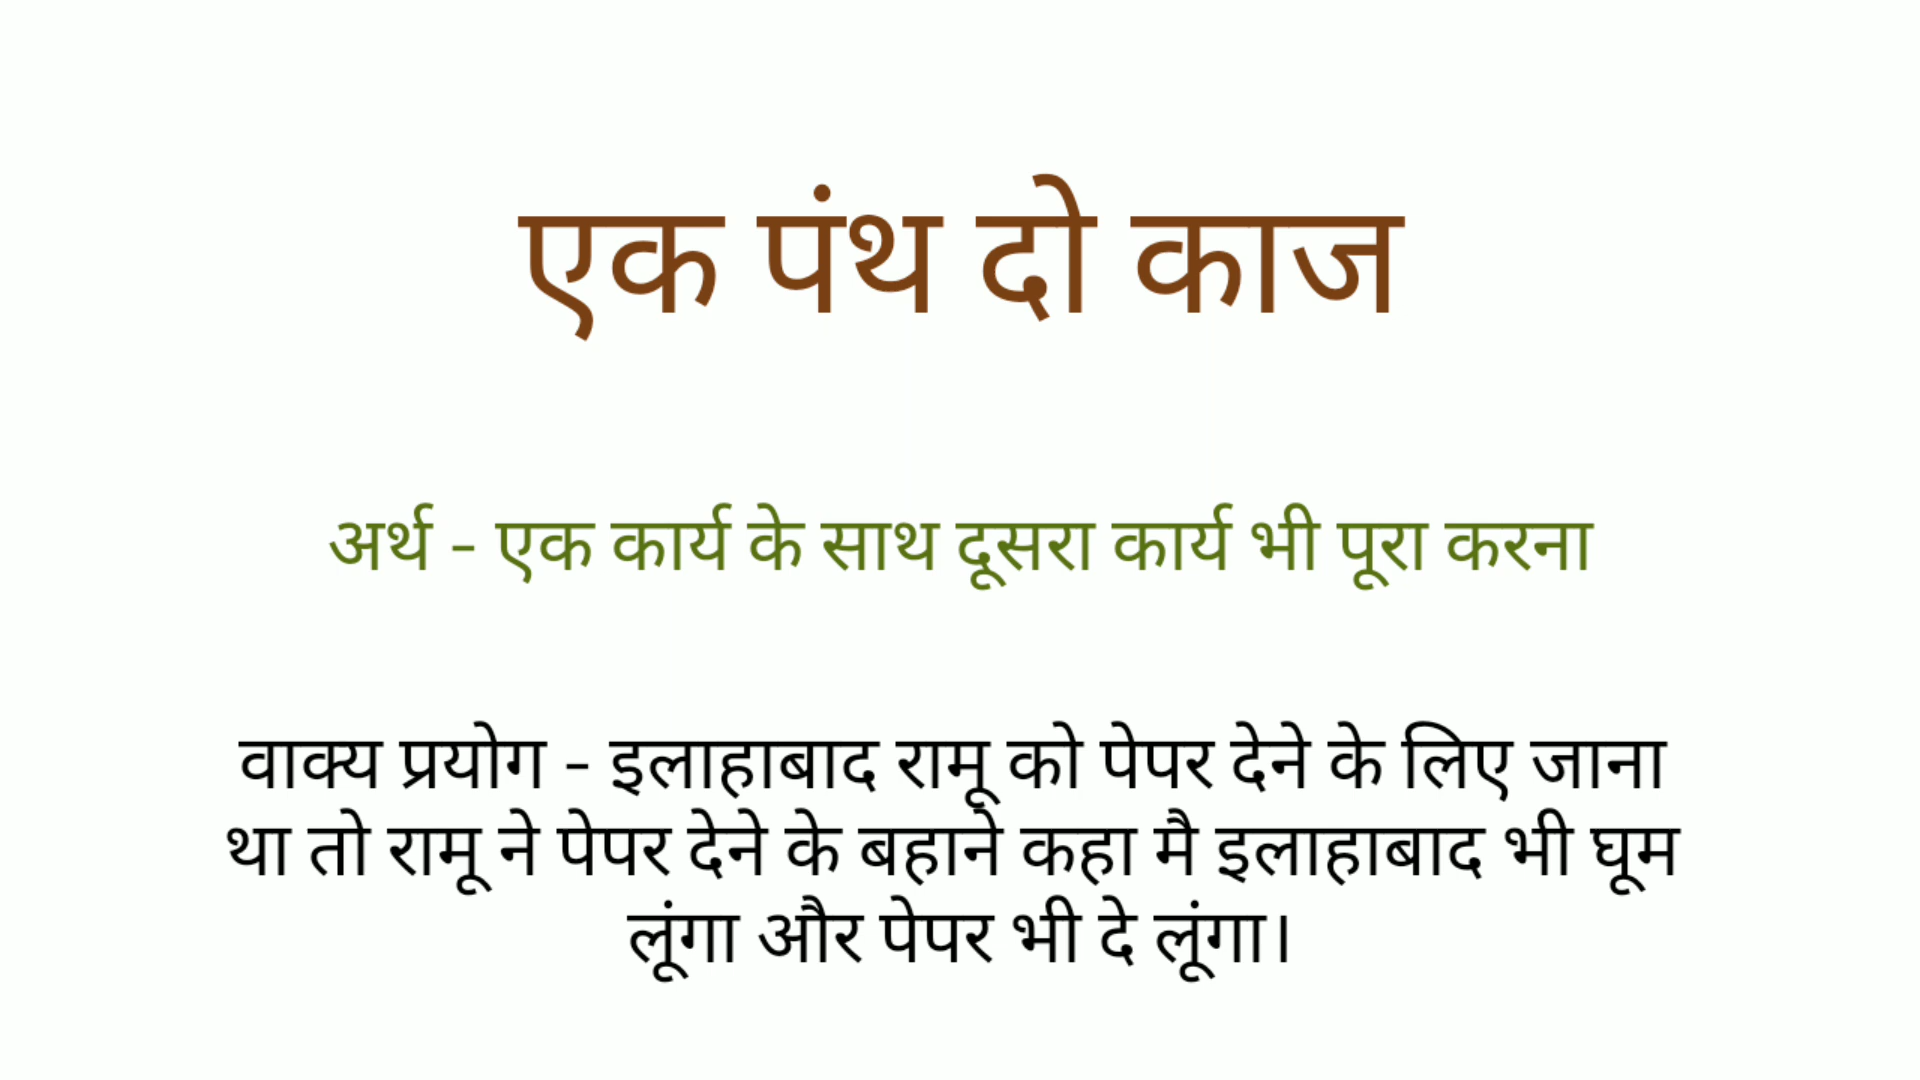 एक पंथ दो काज
अर्थ - एक कार्य के साथ दूसरा कार्य भी पूरा करना
वाक्य प्रयोग - इलाहाबाद रामू को पेपर देने के लिए जाना
था तो रामू ने पेपर देने के बहाने कहा मै इलाहाबाद भी घूम
लूंगा और पेपर भी दे लूंगा।